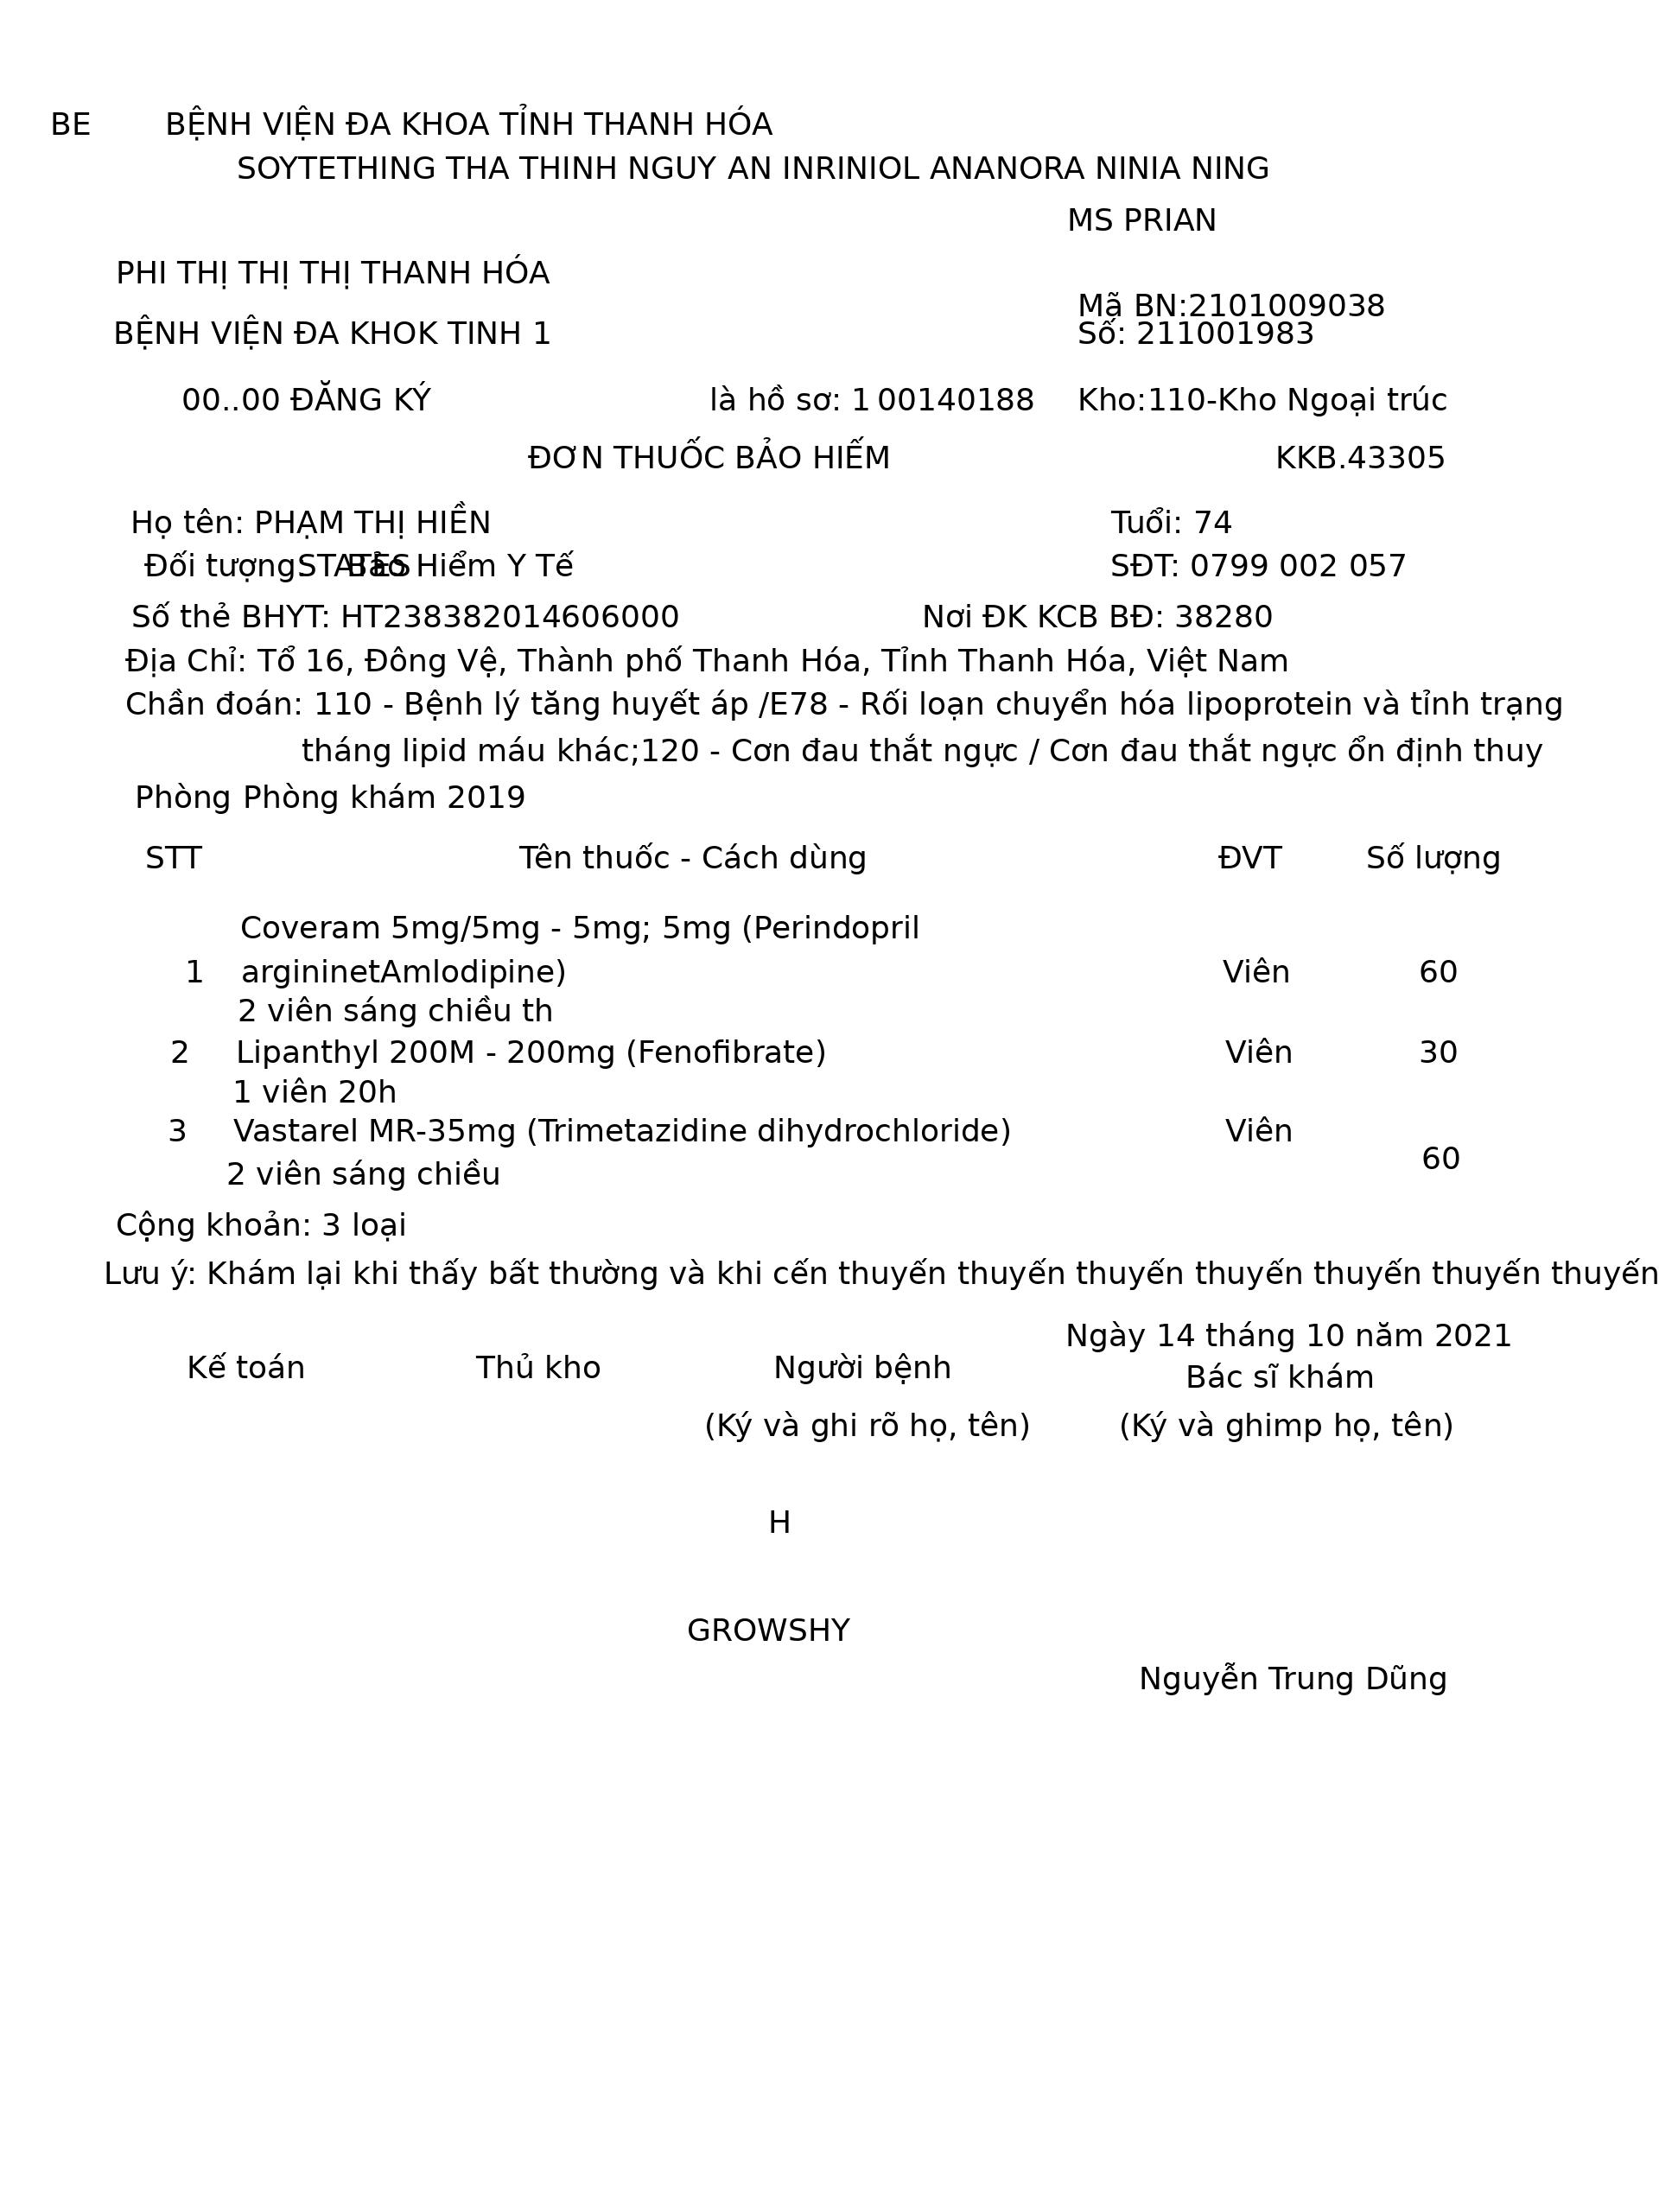 BE BỆNH VIỆN ĐA KHOA TỈNH THANH HÓA
SOYTETHING THA THINH NGUY AN INRINIOL ANANORA NINIA NING
MS PRIAN
PHI THỊ THỊ THỊ THANH HÓA
Mã BN:2101009038
BỆNH VIỆN ĐA KHOK TINH 1 Số: 211001983
00..00 ĐĂNG KÝ là hồ sơ: 1 00140188 Kho:110-Kho Ngoại trúc
ĐƠN THUỐC BẢO HIẾM KKB.43305
Họ tên: PHẠM THỊ HIỀN Tuổi: 74
Đối tượng: STATES Bảo Hiểm Y Tế SĐT: 0799 002 057
Số thẻ BHYT: HT238382014606000 Nơi ĐK KCB BĐ: 38280
Địa Chỉ: Tổ 16, Đông Vệ, Thành phố Thanh Hóa, Tỉnh Thanh Hóa, Việt Nam
Chần đoán: 110 - Bệnh lý tăng huyết áp /E78 - Rối loạn chuyển hóa lipoprotein và tỉnh trạng
tháng lipid máu khác;120 - Cơn đau thắt ngực / Cơn đau thắt ngực ổn định thuy
Phòng Phòng khám 2019
STT Tên thuốc - Cách dùng ĐVT Số lượng
Coveram 5mg/5mg - 5mg; 5mg (Perindopril
1 argininetAmlodipine) Viên 60
2 viên sáng chiều th
2 Lipanthyl 200M - 200mg (Fenofibrate) Viên 30
1 viên 20h
3 Vastarel MR-35mg (Trimetazidine dihydrochloride) Viên
60
2 viên sáng chiều
Cộng khoản: 3 loại
Lưu ý: Khám lại khi thấy bất thường và khi cến thuyến thuyến thuyến thuyến thuyến thuyến thuyến
Ngày 14 tháng 10 năm 2021
Kế toán Thủ kho Người bệnh
Bác sĩ khám
(Ký và ghi rõ họ, tên) (Ký và ghimp họ, tên)
H
GROWSHY
Nguyễn Trung Dũng